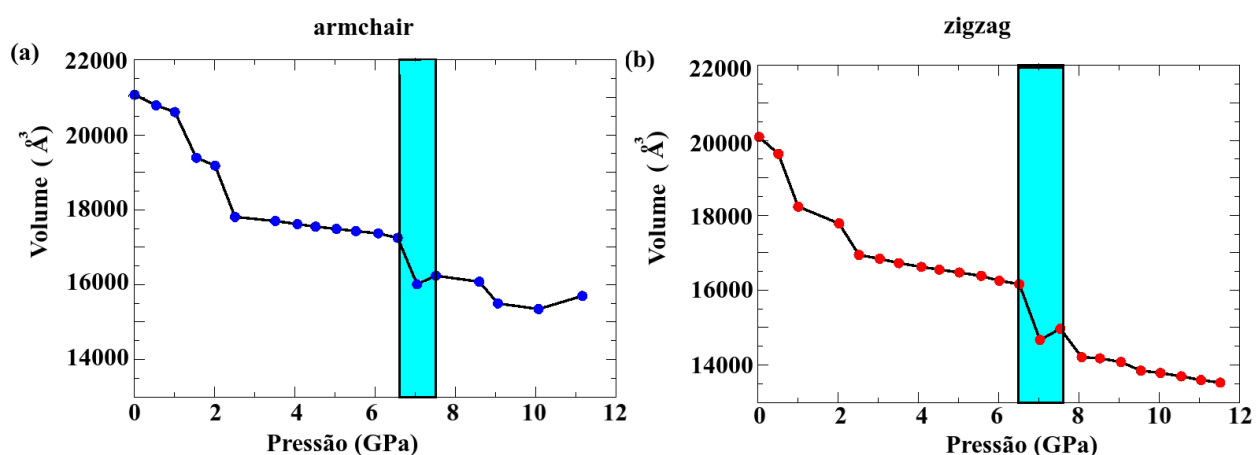 armchair
(a)
22000
20000
18000
16000
14000
Volume ( Å³)
0 2 4 6 8 10 12
Pressão (GPa)
zigzag
(b)
22000
20000
18000
16000
14000
Volume ( Å³)
0 2 4 6 8 10 12
Pressão (GPa)